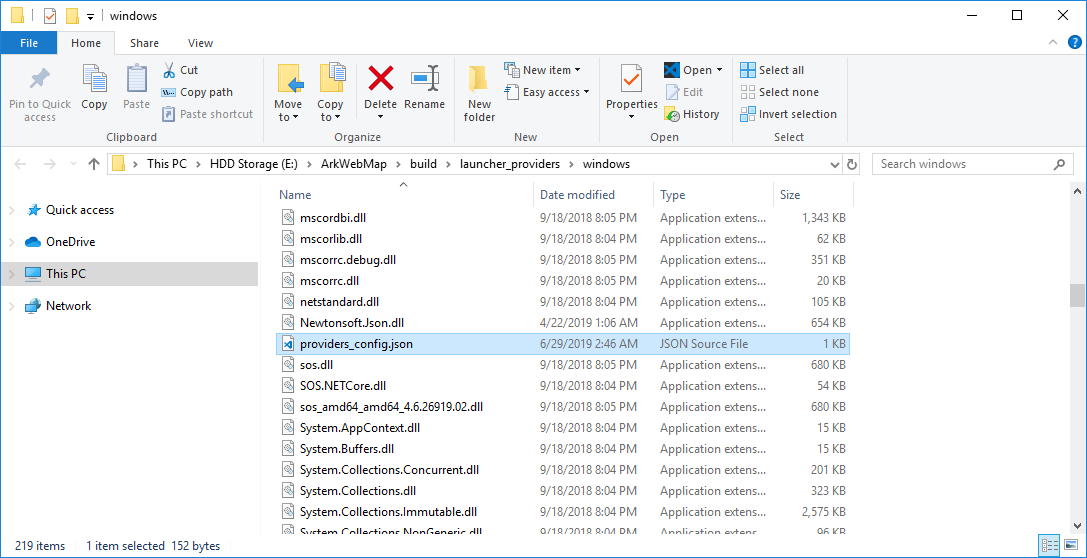 windows
File Home Share View
Pin to Quick access
Copy
Paste
Cut
Copy path
Paste shortcut
Clipboard
Move to
Copy to
Delete
Rename
Organize
New folder
New item
Easy access
New
Properties
Open
Edit
History
Open
Select all
Select none
Invert selection
Select
This PC > HDD Storage (E:) > ArkWebMap > build > launcher_providers > windows
Search windows
Quick access
OneDrive
This PC
Network
Name Date modified Type Size
mscordbi.dll 9/18/2018 8:05 PM Application extens... 1,343 KB
mscorlib.dll 9/18/2018 8:04 PM Application extens... 62 KB
mscorrc.debug.dll 9/18/2018 8:05 PM Application extens... 351 KB
mscorrc.dll 9/18/2018 8:05 PM Application extens... 20 KB
netstandard.dll 9/18/2018 8:04 PM Application extens... 105 KB
Newtonsoft.Json.dll 4/22/2019 1:06 AM Application extens... 654 KB
providers_config.json 6/29/2019 2:46 AM JSON Source File 1 KB
sos.dll 9/18/2018 8:05 PM Application extens... 680 KB
SOS.NETCore.dll 9/18/2018 8:04 PM Application extens... 54 KB
sos_amd64_amd64_4.6.26919.02.dll 9/18/2018 8:05 PM Application extens... 680 KB
System.AppContext.dll 9/18/2018 8:04 PM Application extens... 15 KB
System.Buffers.dll 9/18/2018 8:04 PM Application extens... 15 KB
System.Collections.Concurrent.dll 9/18/2018 8:04 PM Application extens... 201 KB
System.Collections.dll 9/18/2018 8:04 PM Application extens... 323 KB
System.Collections.Immutable.dll 9/18/2018 8:04 PM Application extens... 2,575 KB
System.Collections.NonGeneric.dll 9/18/2018 8:04 PM Application extens... 96 KB
219 items 1 item selected 152 bytes